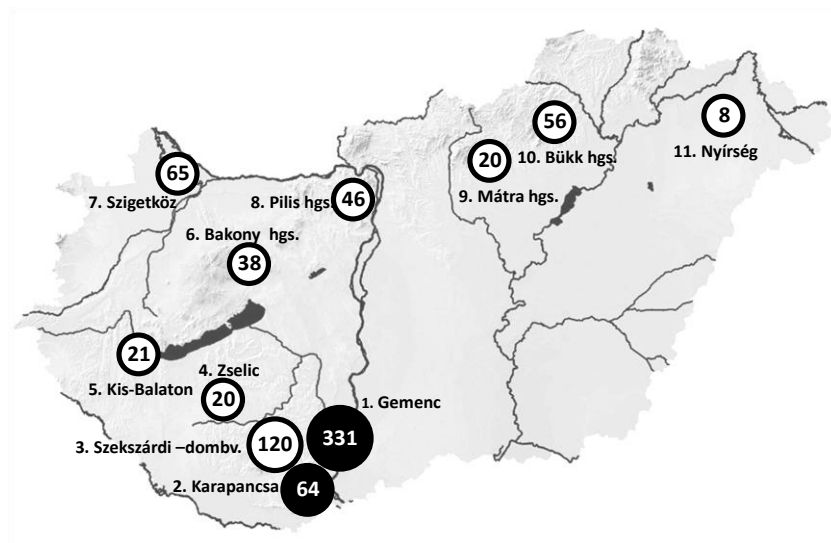 8
11. Nyírség
56
10. Bükk hgs.
20
9. Mátra hgs.
65
7. Szigetköz
8. Pilis hgs.
46
6. Bakony hgs.
38
21
5. Kis-Balaton
4. Zselic
20
1. Gemenc
331
3. Szekszárdi –dombv.
120
2. Karapancsa
64